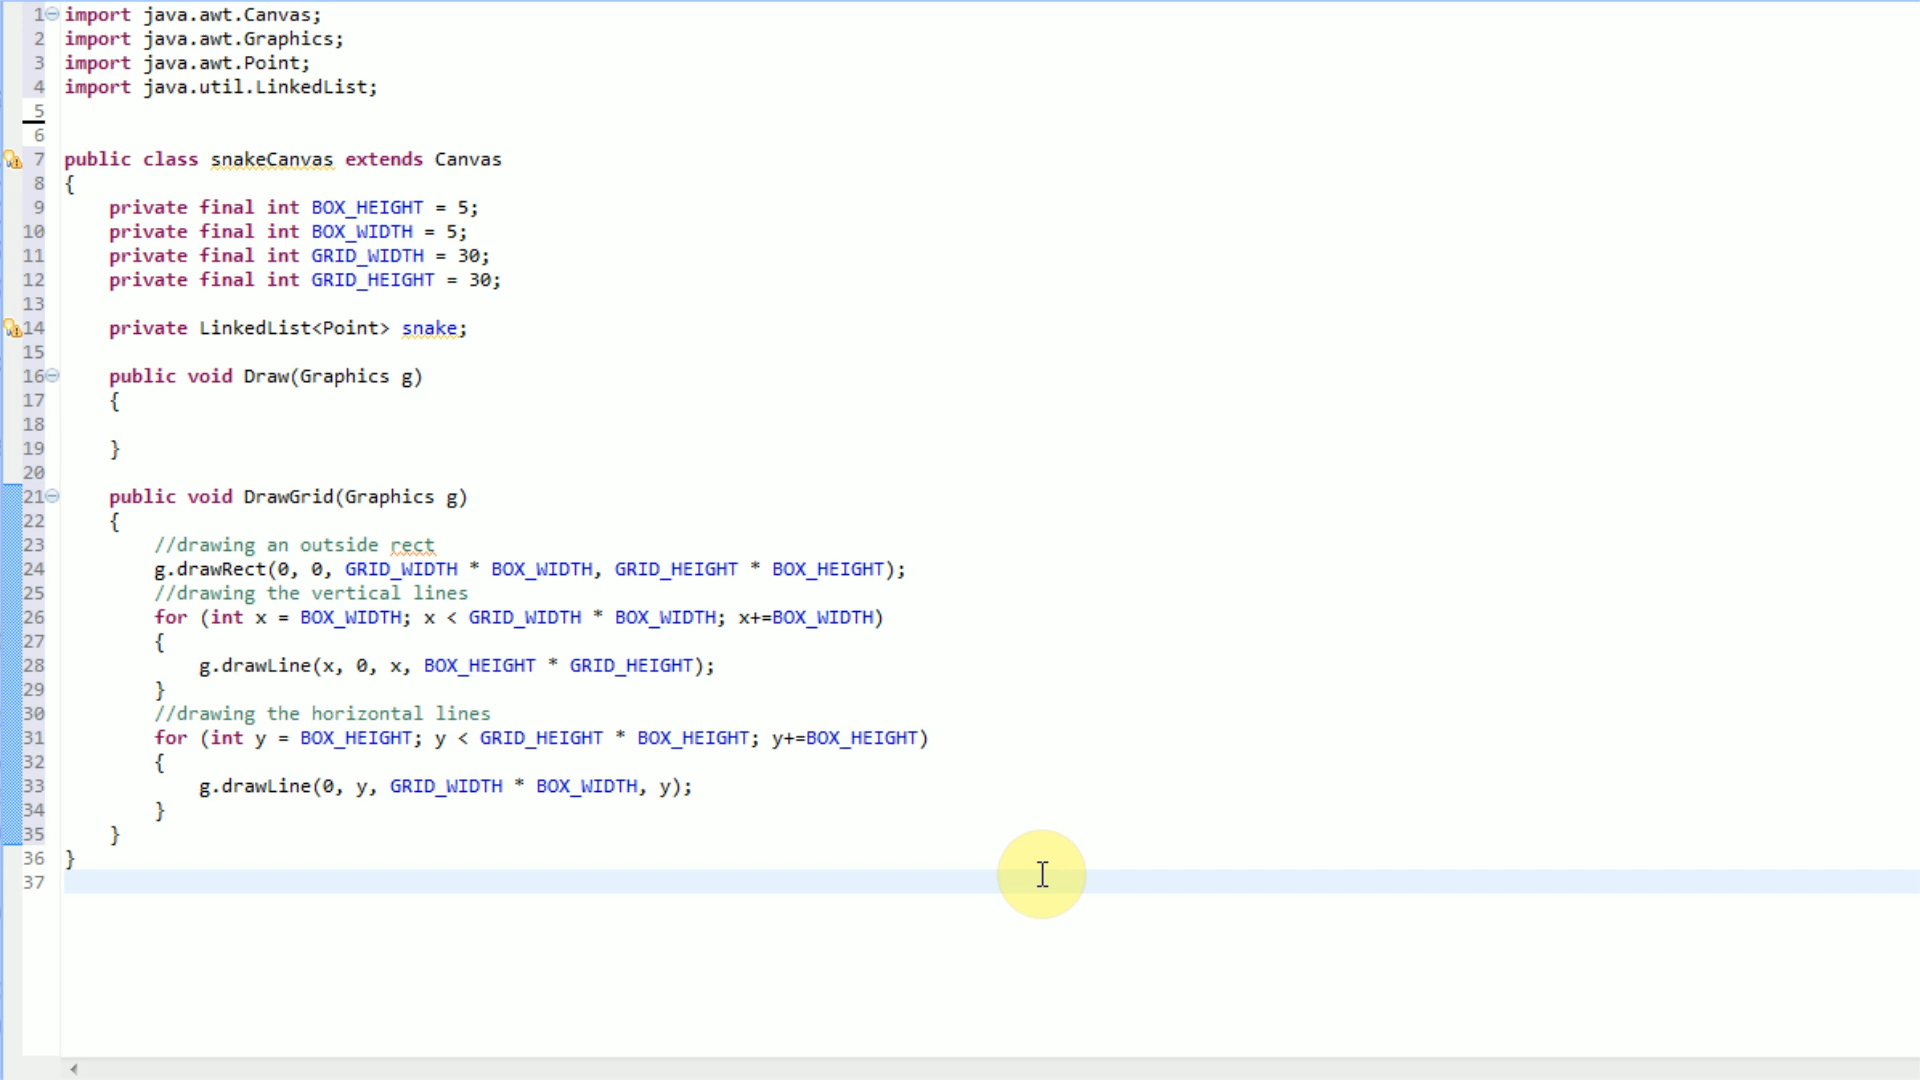 1 import java.awt.Canvas;
2 import java.awt.Graphics;
3 import java.awt.Point;
4 import java.util.LinkedList;
5
6
7 public class snakeCanvas extends Canvas
8 {
9     private final int BOX_HEIGHT = 5;
10     private final int BOX_WIDTH = 5;
11     private final int GRID_WIDTH = 30;
12     private final int GRID_HEIGHT = 30;
13
14     private LinkedList<Point> snake;
15
16     public void Draw(Graphics g)
17     {
18
19     }
20
21     public void DrawGrid(Graphics g)
22     {
23         //drawing an outside rect
24         g.drawRect(0, 0, GRID_WIDTH * BOX_WIDTH, GRID_HEIGHT * BOX_HEIGHT);
25         //drawing the vertical lines
26         for (int x = BOX_WIDTH; x < GRID_WIDTH * BOX_WIDTH; x+=BOX_WIDTH)
27         {
28             g.drawLine(x, 0, x, BOX_HEIGHT * GRID_HEIGHT);
29         }
30         //drawing the horizontal lines
31         for (int y = BOX_HEIGHT; y < GRID_HEIGHT * BOX_HEIGHT; y+=BOX_HEIGHT)
32         {
33             g.drawLine(0, y, GRID_WIDTH * BOX_WIDTH, y);
34         }
35     }
36 }
37